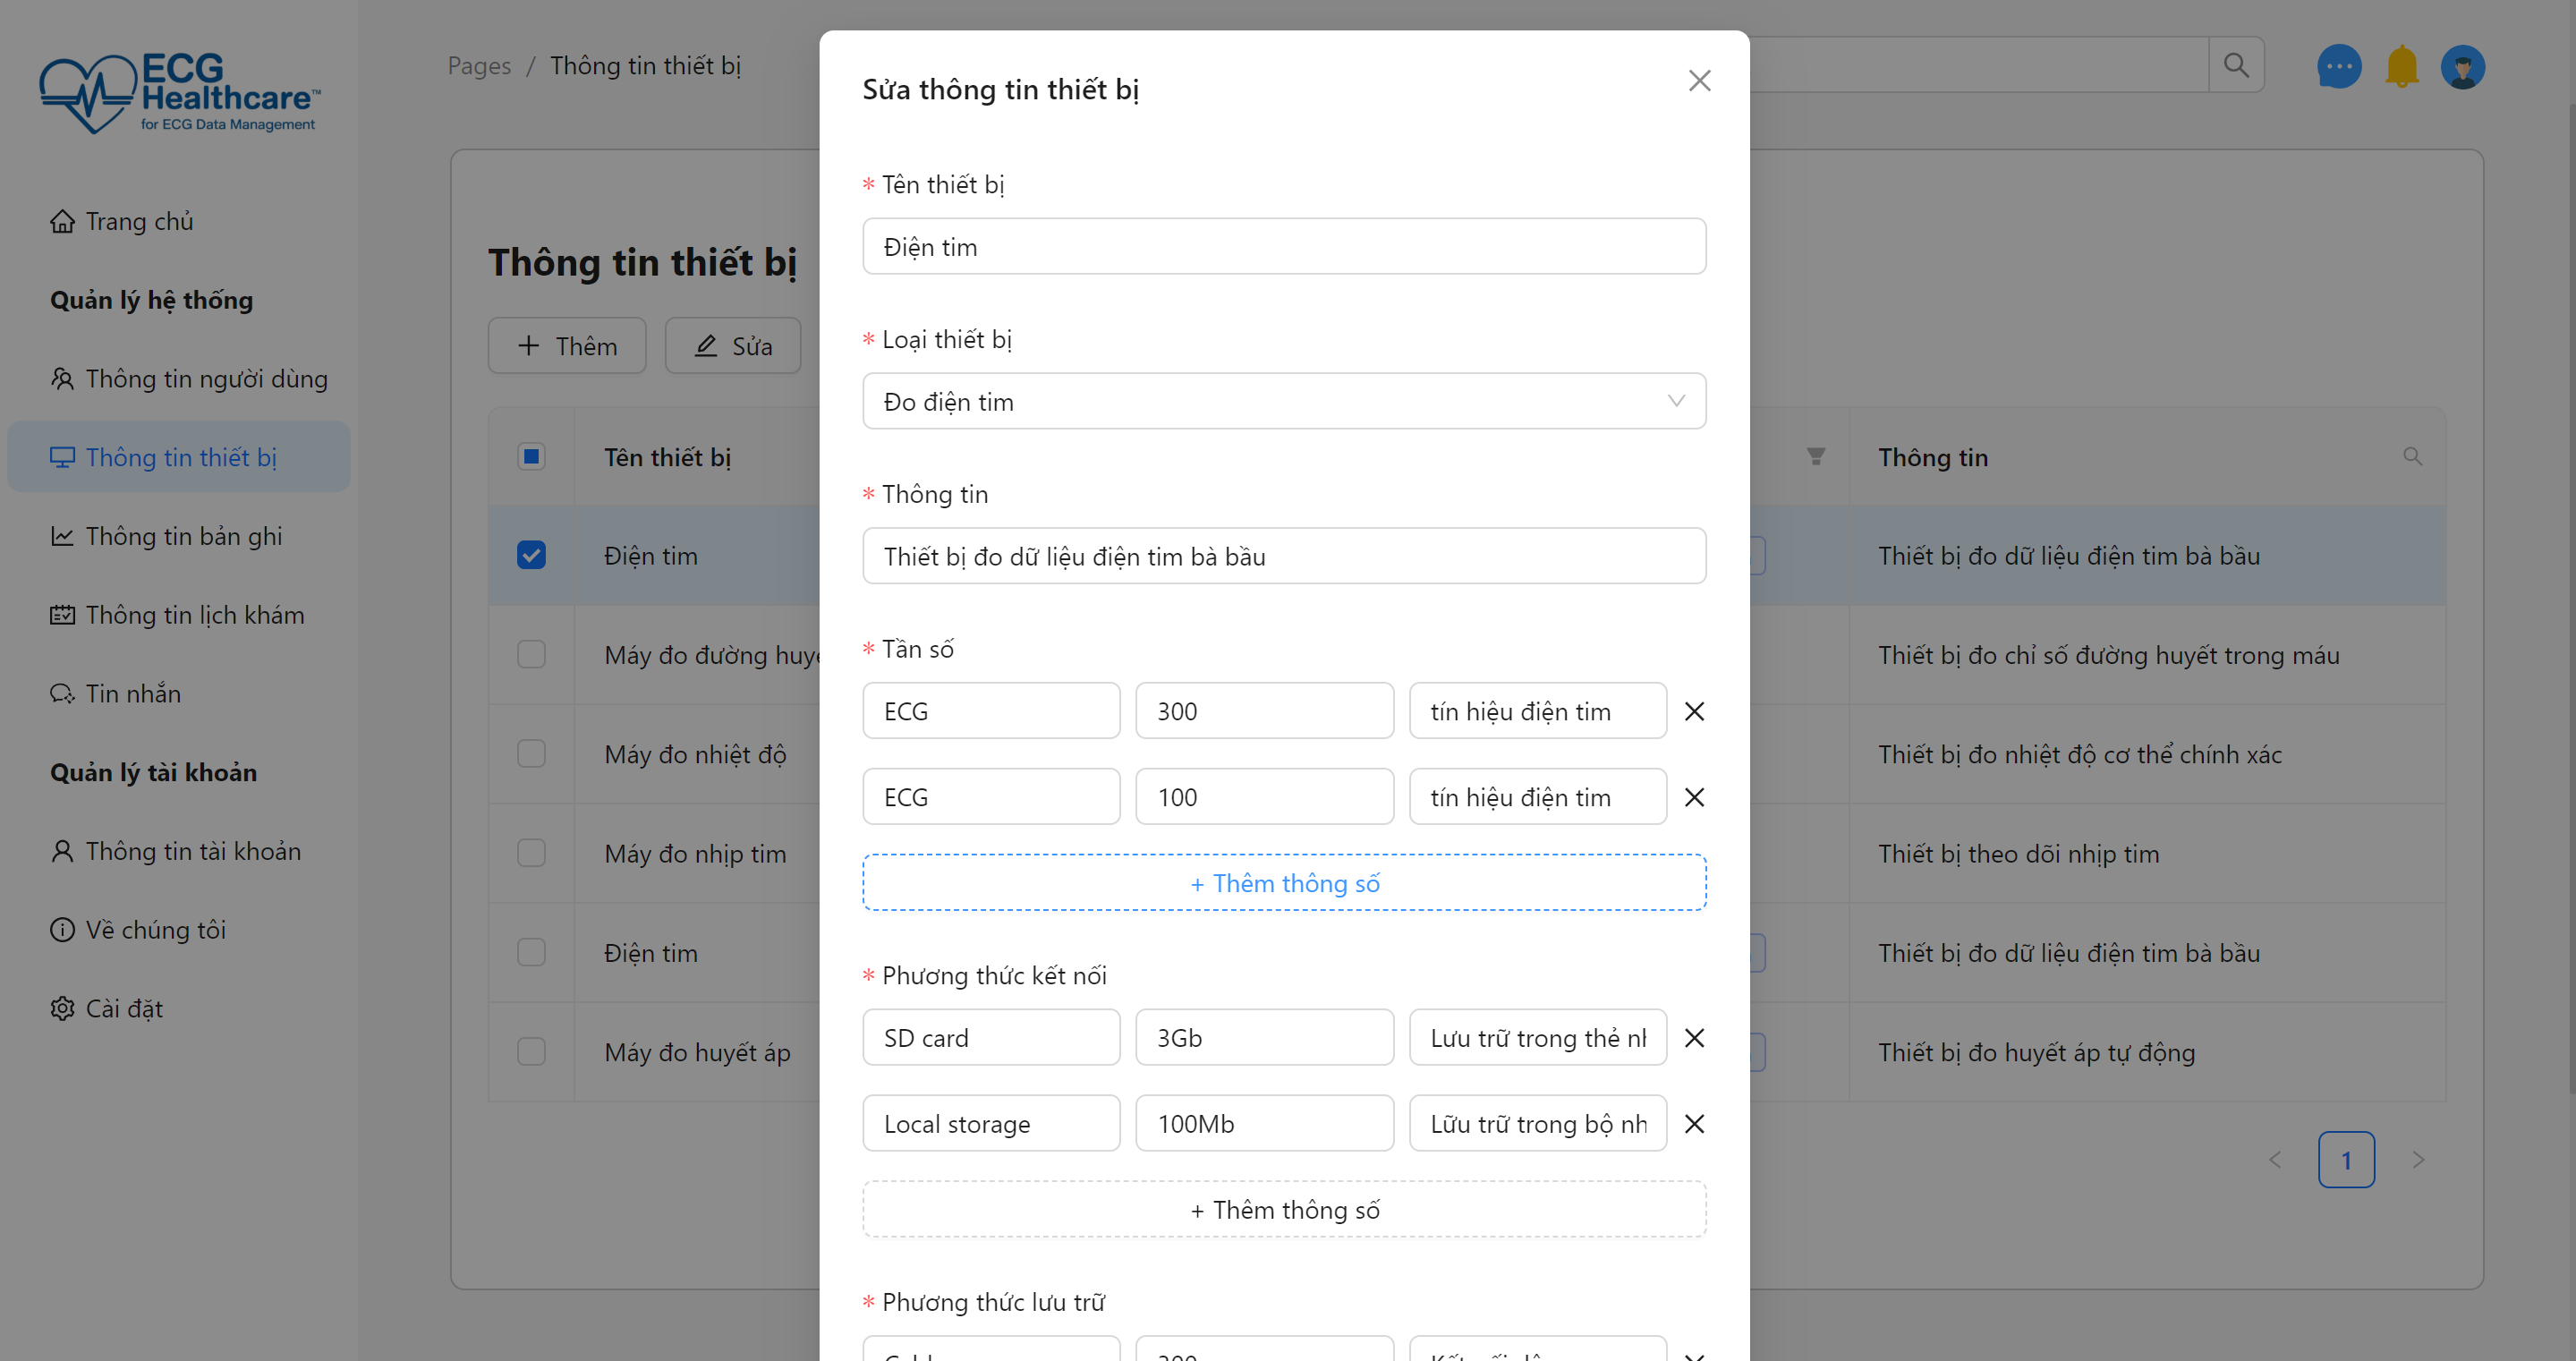 ECG
Healthcare™
for ECG Data Management
Trang chủ
Quản lý hệ thống
Thông tin người dùng
Thông tin thiết bị
Thông tin bản ghi
Thông tin lịch khám
Tin nhắn
Quản lý tài khoản
Thông tin tài khoản
Về chúng tôi
Cài đặt
Pages / Thông tin thiết bị
Thông tin thiết bị
+ Thêm
Sửa
Tên thiết bị
Thông tin
Điện tim
Thiết bị đo dữ liệu điện tim bà bầu
Máy đo đường
Thiết bị đo chỉ số đường huyết trong máu
Máy đo nhiệt độ
Thiết bị đo nhiệt độ cơ thể chính xác
Máy đo nhịp tim
Thiết bị theo dõi nhịp tim
Điện tim
Thiết bị đo dữ liệu điện tim bà bầu
Máy đo huyết áp
Thiết bị đo huyết áp tự động
1
Sửa thông tin thiết bị
* Tên thiết bị
Điện tim
* Loại thiết bị
Đo điện tim
* Thông tin
Thiết bị đo dữ liệu điện tim bà bầu
* Tần số
ECG 300 tín hiệu điện tim
ECG 100 tín hiệu điện tim
+ Thêm thông số
* Phương thức kết nối
SD card 3Gb Lưu trữ trong thẻ
Local storage 100Mb Lữu trữ trong bộ
+ Thêm thông số
* Phương thức lưu trữ